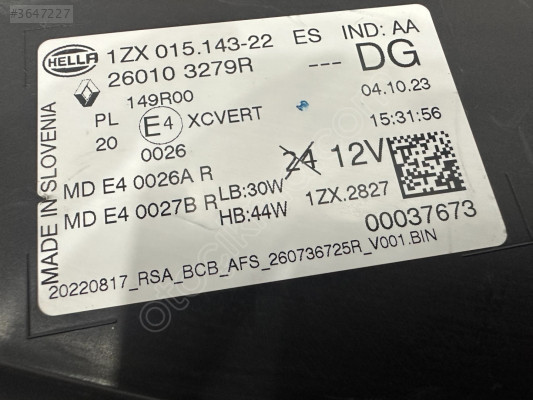 #3647227
HELLA 1ZX 015.143-22 ES IND: AA
26010 3279R --- DG
149R00 04.10.23
PL E4 XCVERT 15:31:56
20 0026 24 12V
MD E4 0026A R LB:30W 1ZX.2827
MD E4 0027B R HB:44W 00037673
20220817_RSA_BCB_AFS_260736725R_V001.BIN
MADE IN SLOVENIA